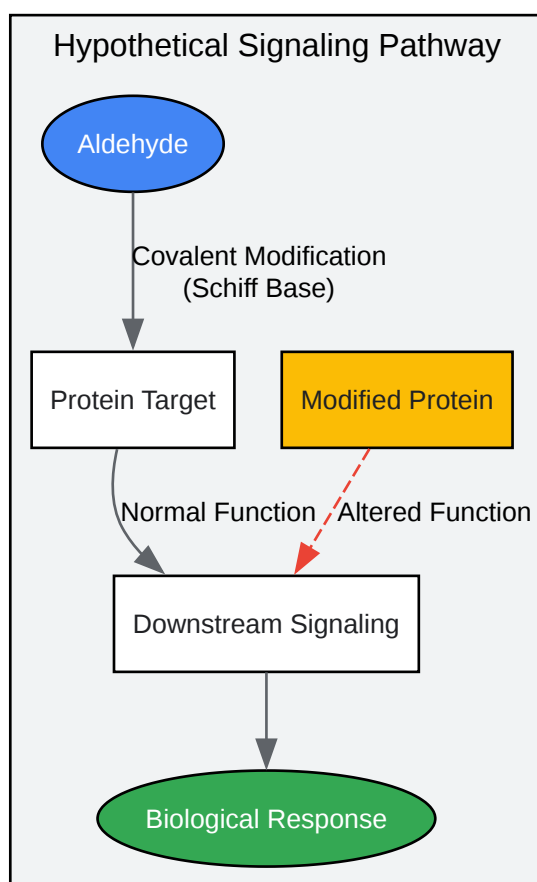 Hypothetical Signaling Pathway
Aldehyde
Covalent Modification
(Schiff Base)
Protein Target
Modified Protein
Normal Function
Altered Function
Downstream Signaling
Biological Response